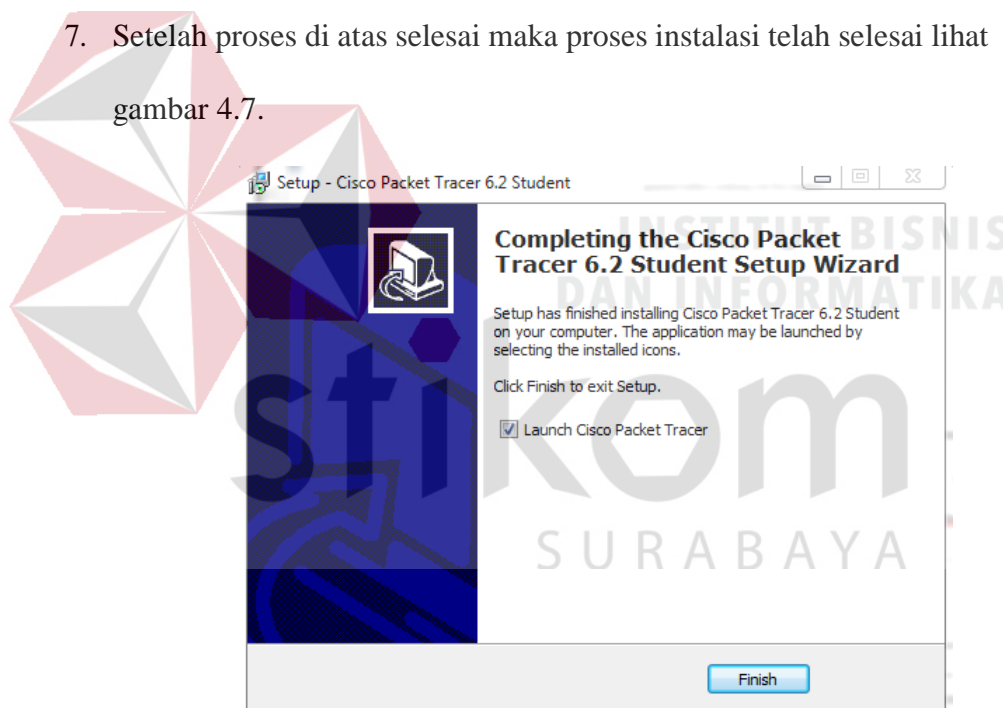 7. Setelah proses di atas selesai maka proses instalasi telah selesai lihat
gambar 4.7.
Setup - Cisco Packet Tracer 6.2 Student
INSTITUT BISNIS
DAN INFORMATIKA
Completing the Cisco Packet
Tracer 6.2 Student Setup Wizard
Setup has finished installing Cisco Packet Tracer 6.2 Student
on your computer. The application may be launched by
selecting the installed icons.
Click Finish to exit Setup.
Launch Cisco Packet Tracer
stikom
SURABAYA
Finish